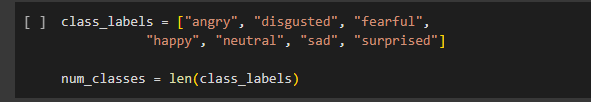 [ ] class_labels = ["angry", "disgusted", "fearful",
"happy", "neutral", "sad", "surprised"]
num_classes = len(class_labels)